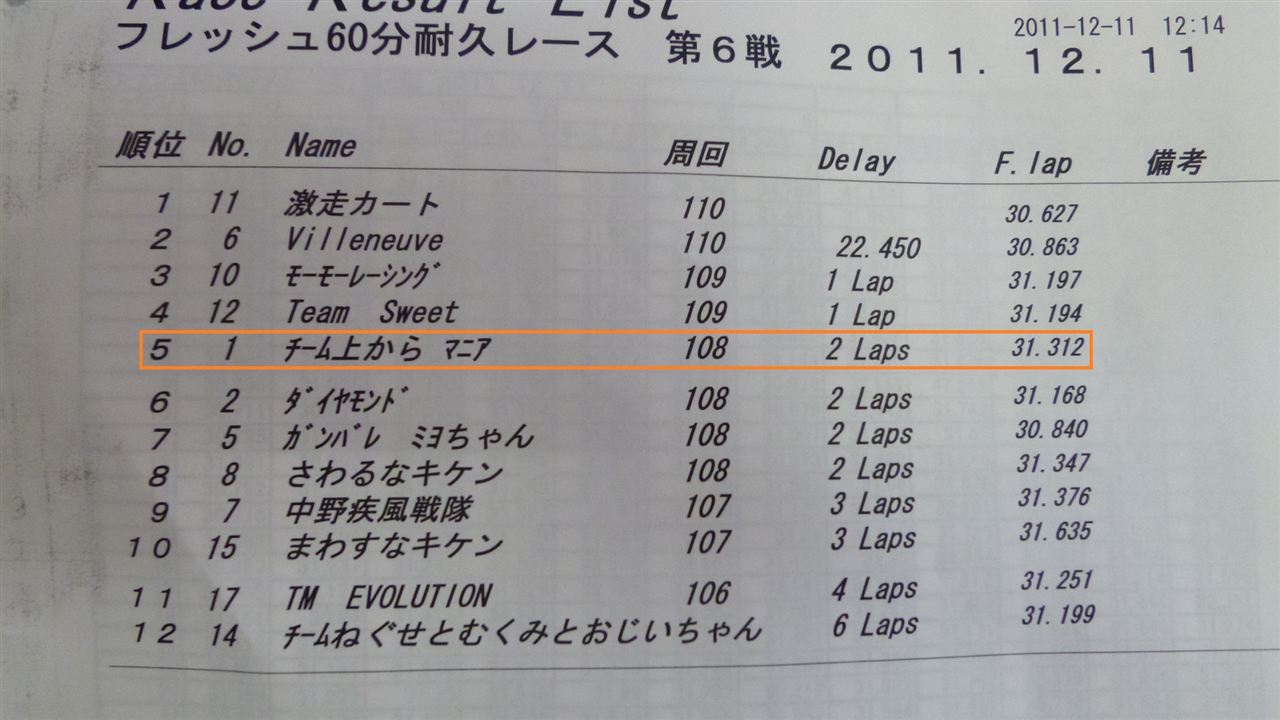 Race Result List
2011-12-11 12:14
フレッシュ60分耐久レース 第6戦 2011. 12. 11
順位 No. Name 周回 Delay F.lap 備考
1 11 激走カート 110 30.627
2 6 Villeneuve 110 22.450 30.863
3 10 ﾓｰﾓｰﾚｰｼﾝｸﾞ 109 1 Lap 31.197
4 12 Team Sweet 109 1 Lap 31.194
5 1 ﾁｰﾑ上から ﾏﾆｱ 108 2 Laps 31.312
6 2 ﾀﾞｲﾔﾓﾝﾄﾞ 108 2 Laps 31.168
7 5 ｶﾞﾝﾊﾞﾚ ﾐﾖちゃん 108 2 Laps 30.840
8 8 さわるなキケン 108 2 Laps 31.347
9 7 中野疾風戦隊 107 3 Laps 31.376
10 15 まわすなキケン 107 3 Laps 31.635
11 17 TM EVOLUTION 106 4 Laps 31.251
12 14 ﾁｰﾑねぐせとむくみとおじいちゃん 6 Laps 31.199